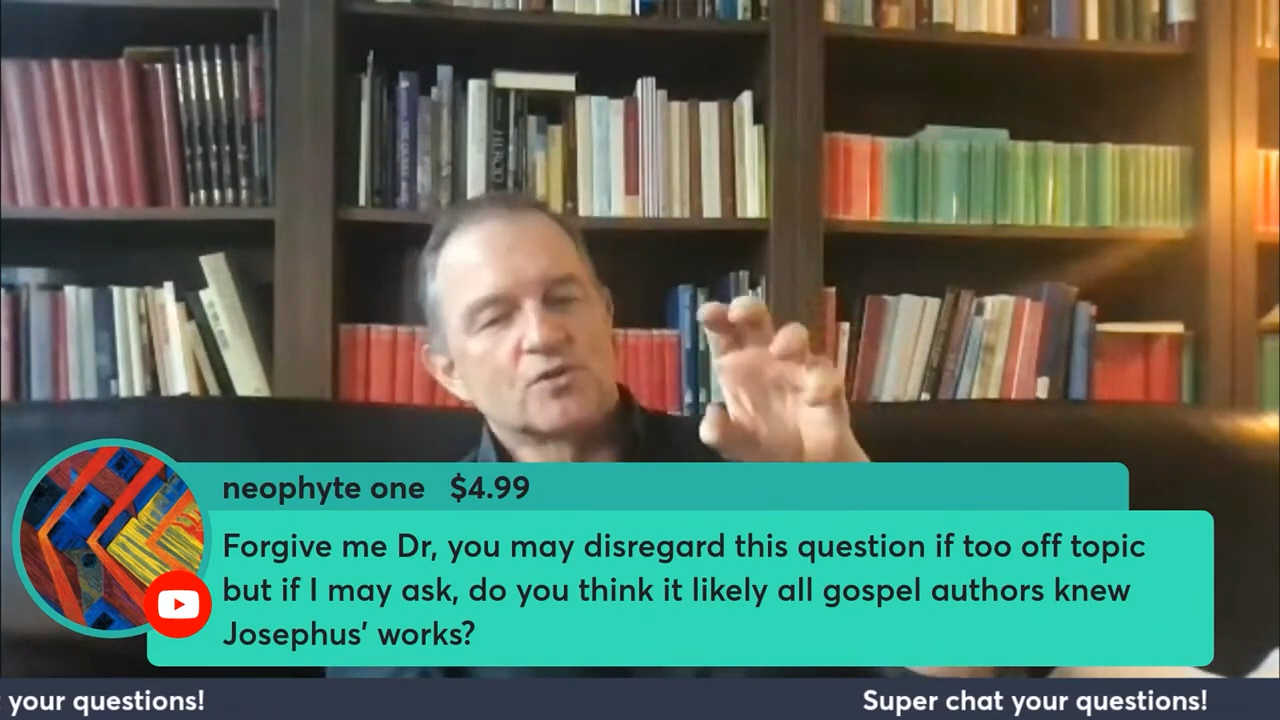 neophyte one $4.99
Forgive me Dr, you may disregard this question if too off topic
but if I may ask, do you think it likely all gospel authors knew
Josephus’ works?
your questions!
Super chat your questions!